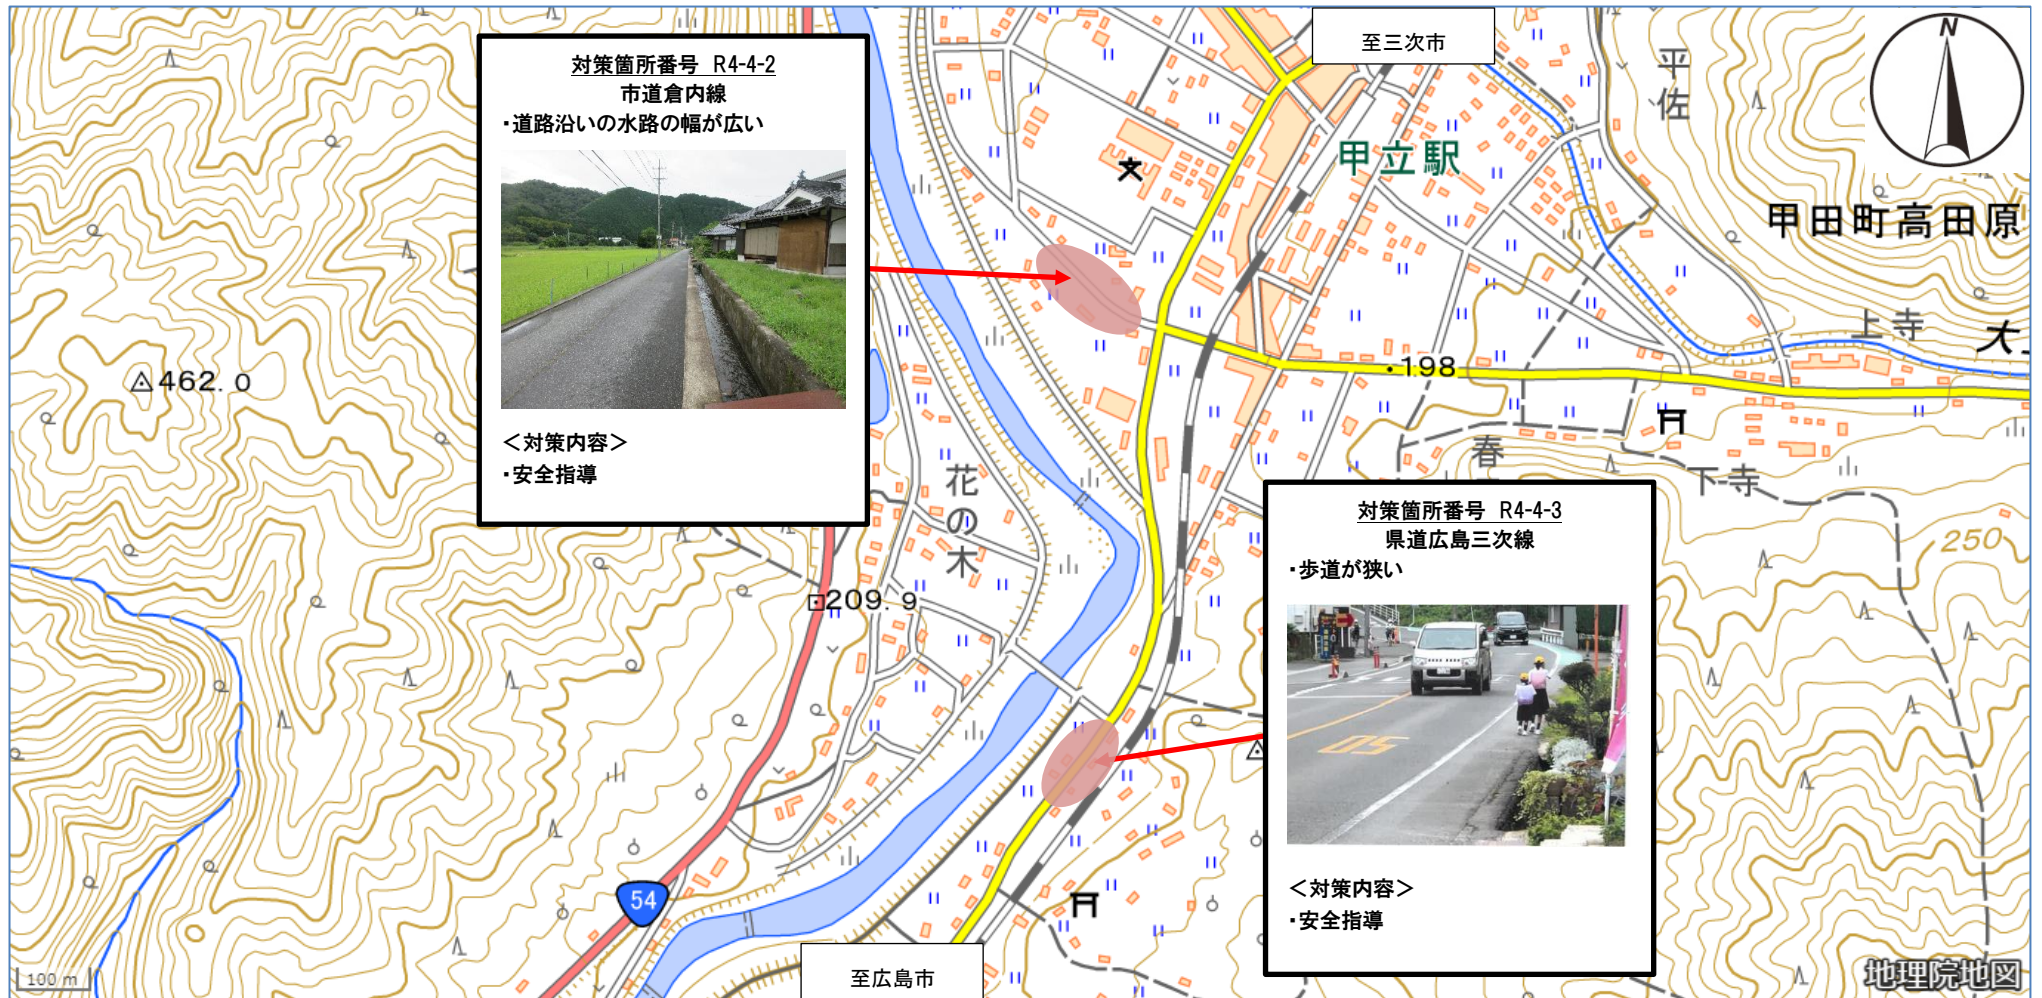 至三次市
N
平佐
対策箇所番号 R4-4-2
市道倉内線
・道路沿いの水路の幅が広い
＜対策内容＞
・安全指導
甲立駅
甲田町高田原
上寺
大
462.0
198
春
下寺
花の木
209.9
250
対策箇所番号 R4-4-3
県道広島三次線
・歩道が狭い
50
＜対策内容＞
・安全指導
54
至広島市
100 m
地理院地図